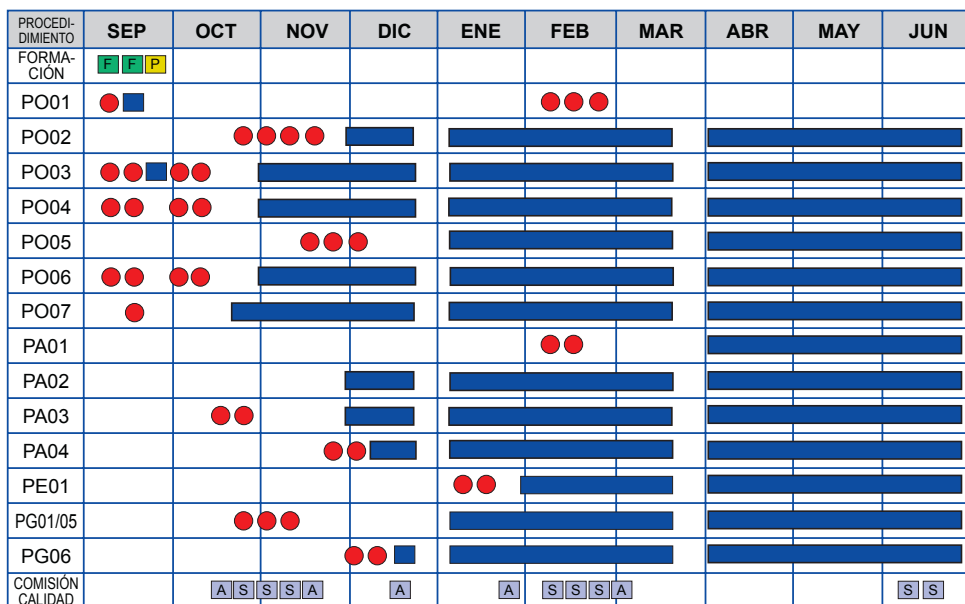 PROCEDI-
DIMIENTO SEP OCT NOV DIC ENE FEB MAR ABR MAY JUN
FORMA-
CIÓN F F P
PO01
PO02
PO03
PO04
PO05
PO06
PO07
PA01
PA02
PA03
PA04
PE01
PG01/05
PG06
COMISIÓN
CALIDAD A S S S A A A S S S A S S